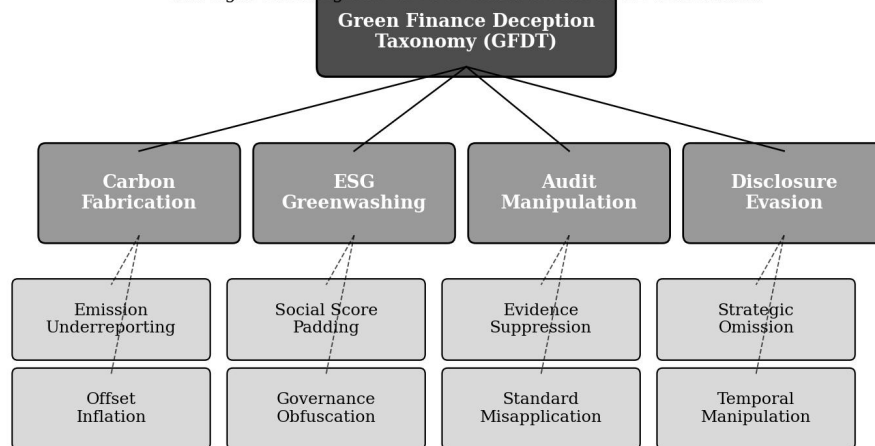 Green Finance Deception
Taxonomy (GFDT)
Carbon
Fabrication
ESG
Greenwashing
Audit
Manipulation
Disclosure
Evasion
Emission
Underreporting
Social Score
Padding
Evidence
Suppression
Strategic
Omission
Offset
Inflation
Governance
Obfuscation
Standard
Misapplication
Temporal
Manipulation